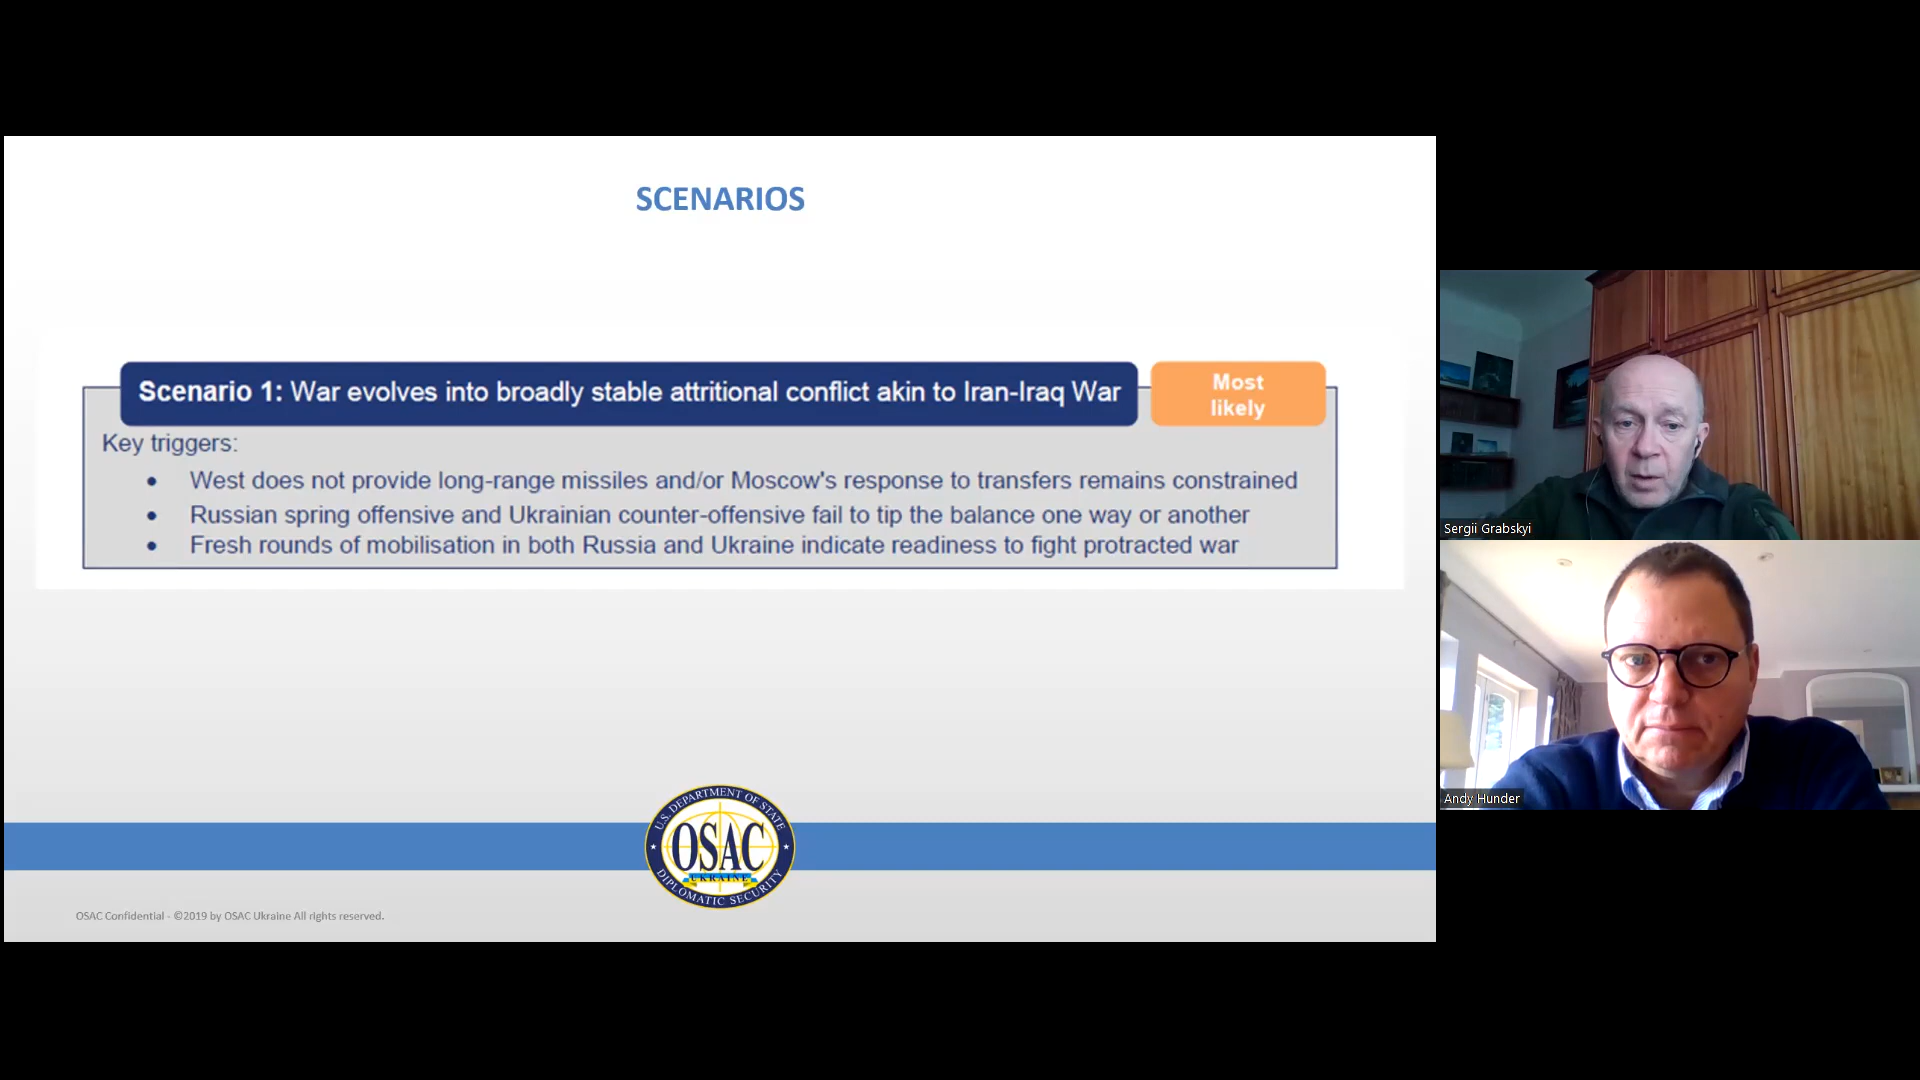 SCENARIOS
Scenario 1: War evolves into broadly stable attritional conflict akin to Iran-Iraq War
Most
likely
Key triggers:
• West does not provide long-range missiles and/or Moscow's response to transfers remains constrained
• Russian spring offensive and Ukrainian counter-offensive fail to tip the balance one way or another
• Fresh rounds of mobilisation in both Russia and Ukraine indicate readiness to fight protracted war
U.S. DEPARTMENT OF STATE
OSAC
UKRAINE
DIPLOMATIC SECURITY
OSAC Confidential - ©2019 by OSAC Ukraine All rights reserved.
Sergii Grabskyi
Andy Hunder